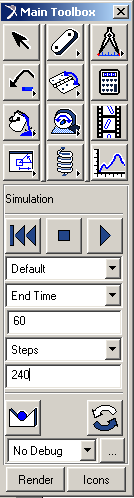 Main Toolbox
Simulation
Default
End Time
60
Steps
240
No Debug
...
Render
Icons